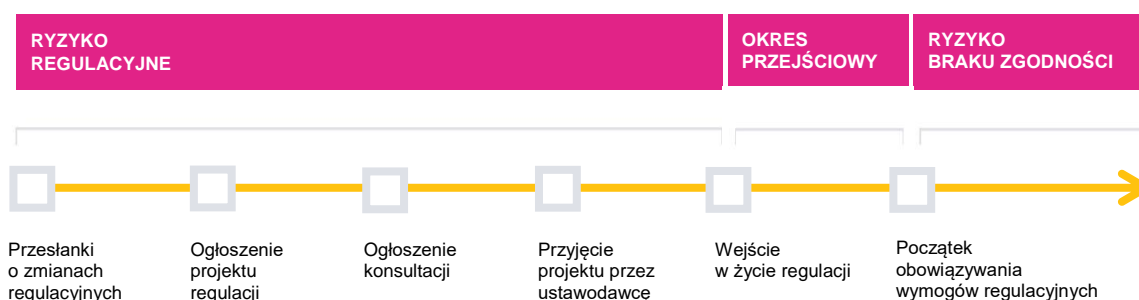 RYZYKO
REGULACYJNE
OKRES
PRZEJŚCIOWY
RYZYKO
BRAKU ZGODNOŚCI
Przesłanki
o zmianach
regulacyjnych
Ogłoszenie
projektu
regulacji
Ogłoszenie
konsultacji
Przyjęcie
projektu przez
ustawodawcę
Wejście
w życie regulacji
Początek
obowiązywania
wymogów regulacyjnych